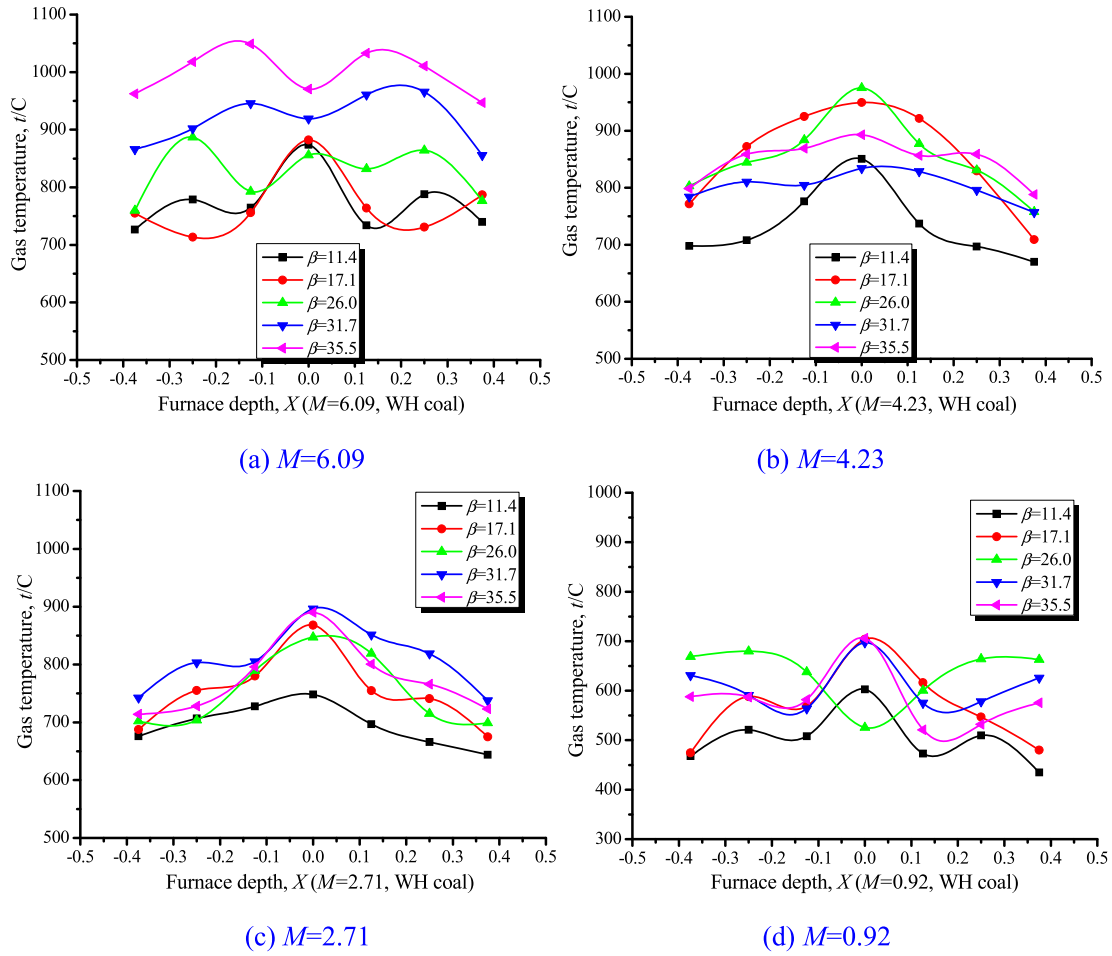 1100
1000
900
800
700
600
500
Gas temperature, t/C
β=11.4
β=17.1
β=26.0
β=31.7
β=35.5
-0.5 -0.4 -0.3 -0.2 -0.1 0.0 0.1 0.2 0.3 0.4 0.5
Furnace depth, X (M=6.09, WH coal)
(a) M=6.09
1100
1000
900
800
700
600
500
Gas temperature, t/C
β=11.4
β=17.1
β=26.0
β=31.7
β=35.5
-0.5 -0.4 -0.3 -0.2 -0.1 0.0 0.1 0.2 0.3 0.4 0.5
Furnace depth, X (M=4.23, WH coal)
(b) M=4.23
1100
1000
900
800
700
600
500
Gas temperature, t/C
β=11.4
β=17.1
β=26.0
β=31.7
β=35.5
-0.5 -0.4 -0.3 -0.2 -0.1 0.0 0.1 0.2 0.3 0.4 0.5
Furnace depth, X (M=2.71, WH coal)
(c) M=2.71
1000
900
800
700
600
500
400
300
Gas temperature, t/C
β=11.4
β=17.1
β=26.0
β=31.7
β=35.5
-0.5 -0.4 -0.3 -0.2 -0.1 0.0 0.1 0.2 0.3 0.4 0.5
Furnace depth, X (M=0.92, WH coal)
(d) M=0.92